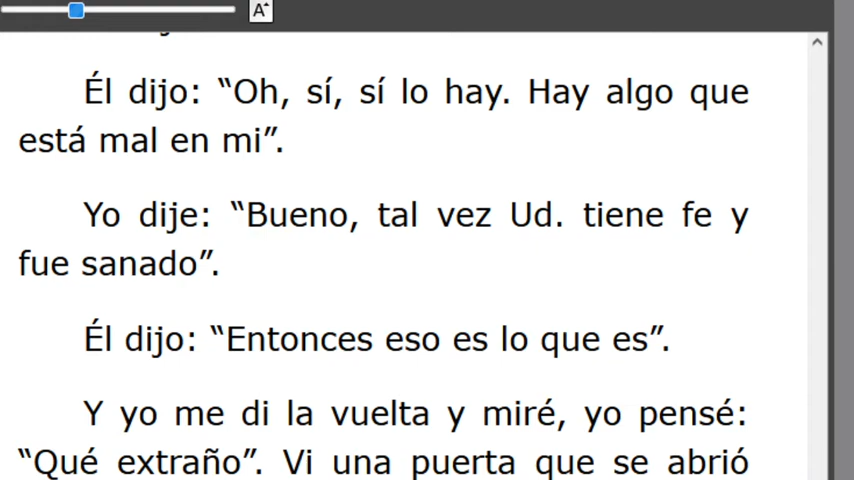 A
Él dijo: “Oh, sí, sí lo hay. Hay algo que
está mal en mi”.
Yo dije: “Bueno, tal vez Ud. tiene fe y
fue sanado”.
Él dijo: “Entonces eso es lo que es”.
Y yo me di la vuelta y miré, yo pensé:
“Qué extraño”. Vi una puerta que se abrió